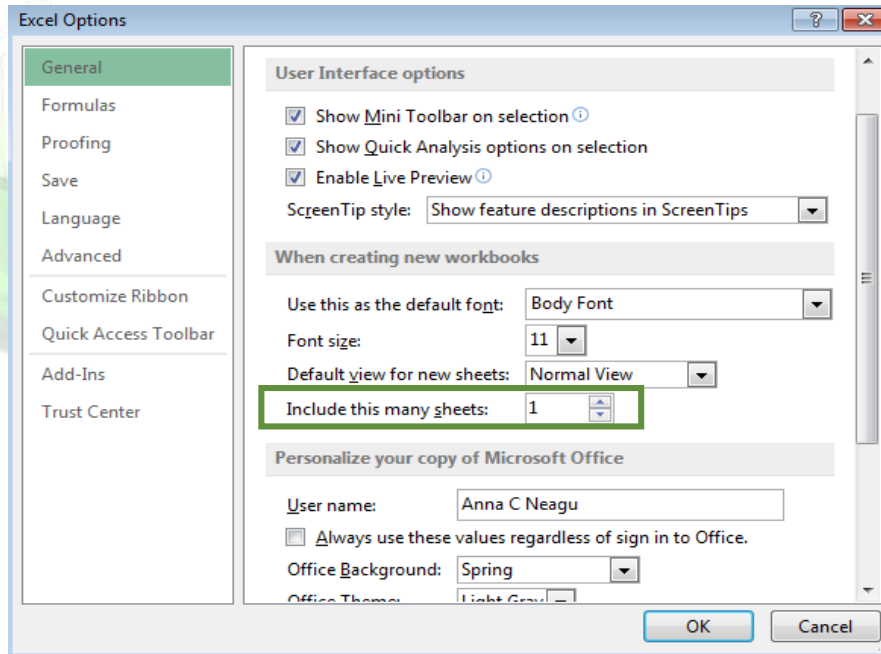 Excel Options
General
Formulas
Proofing
Save
Language
Advanced
Customize Ribbon
Quick Access Toolbar
Add-Ins
Trust Center
User Interface options
Show Mini Toolbar on selection
Show Quick Analysis options on selection
Enable Live Preview
ScreenTip style: Show feature descriptions in ScreenTips
When creating new workbooks
Use this as the default font: Body Font
Font size: 11
Default view for new sheets: Normal View
Include this many sheets: 1
Personalize your copy of Microsoft Office
User name: Anna C Neagu
Always use these values regardless of sign in to Office.
Office Background: Spring
Office Theme: Light Gray
OK Cancel